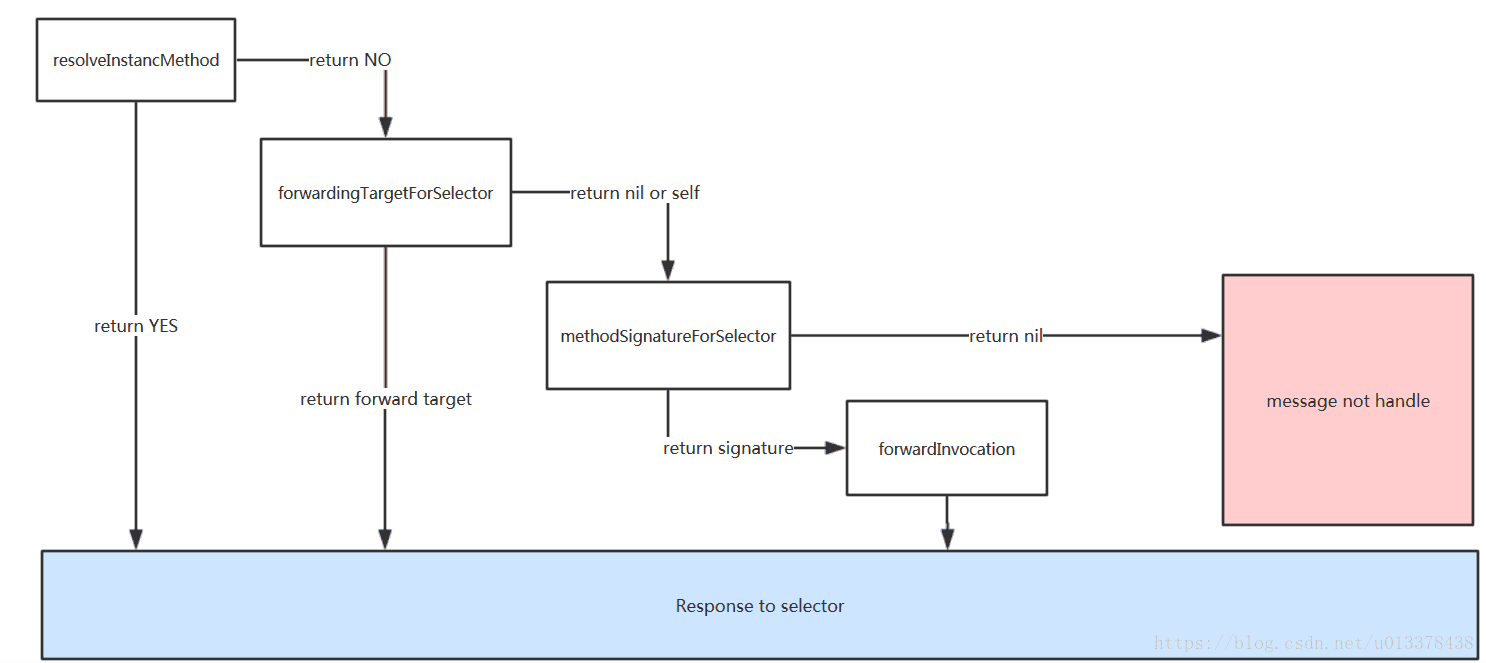 resolveInstancMethod
return NO
forwardingTargetForSelector
return nil or self
return YES
methodSignatureForSelector
return nil
return forward target
message not handle
return signature
forwardInvocation
Response to selector
https://blog.csdn.net/u013378438